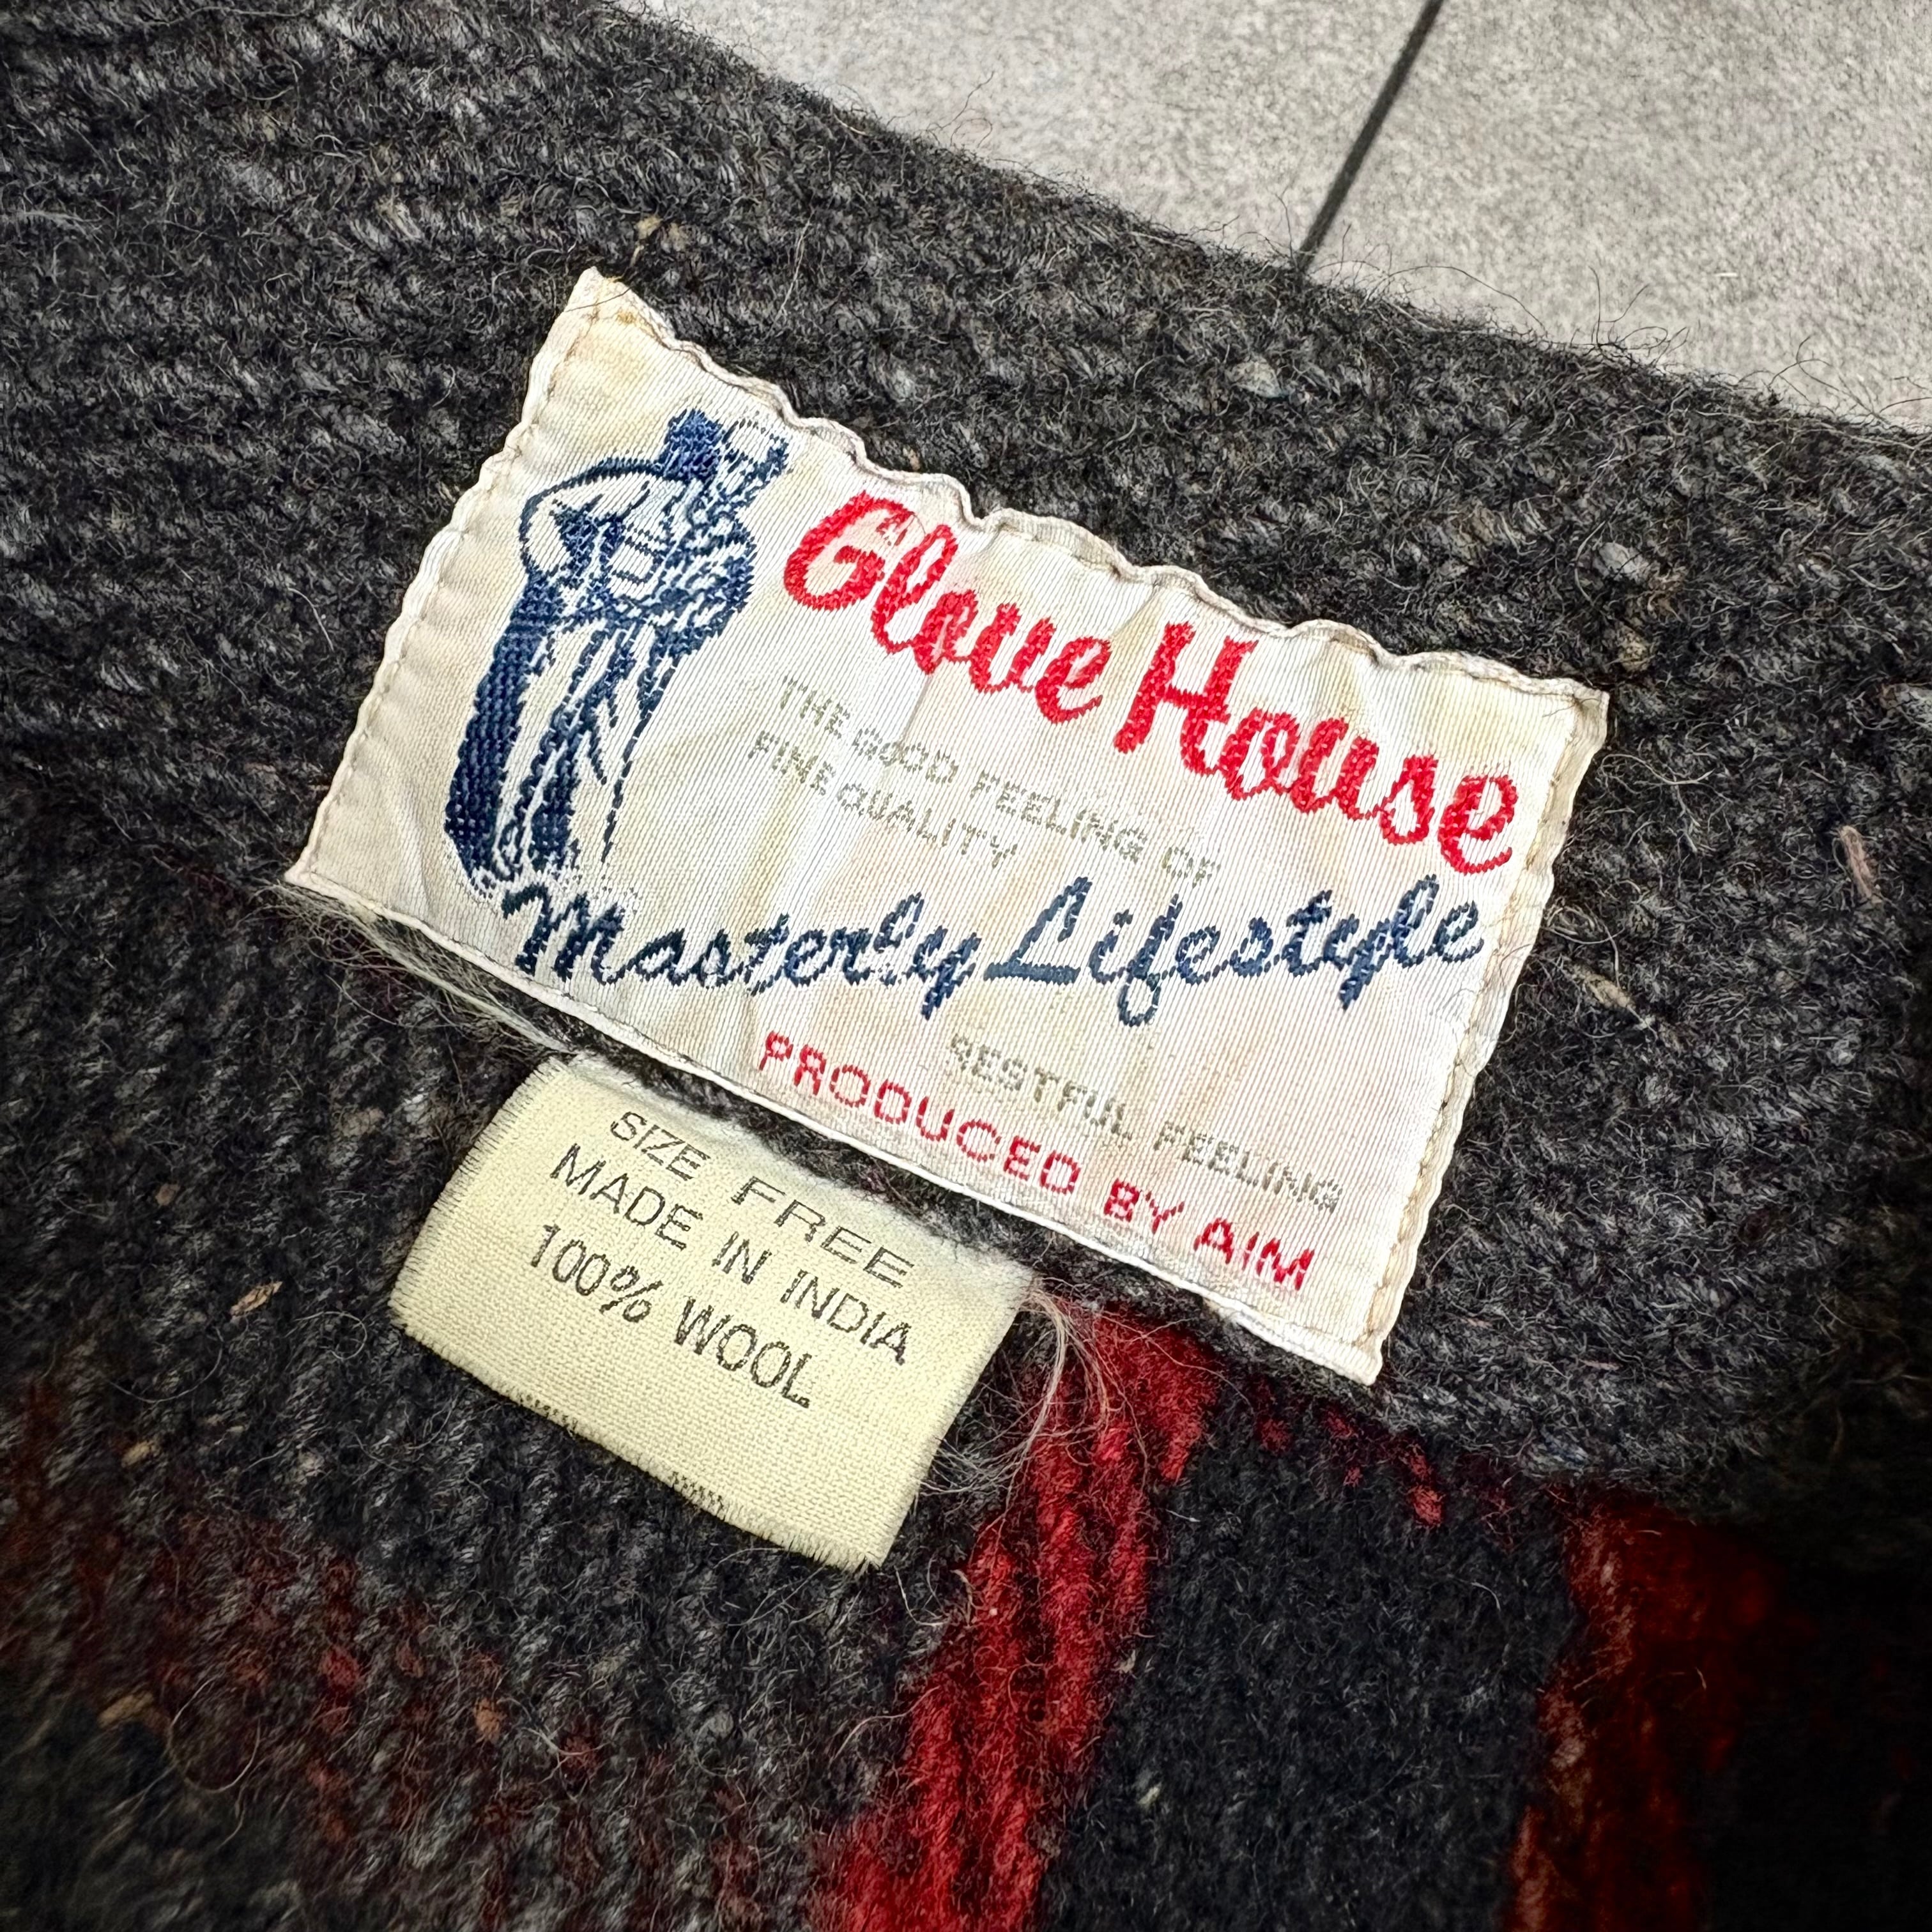 Glove House
THE GOOD FEELING OF
FINE QUALITY
Masterly Lifestyle
RESTFUL FEELING
PRODUCED BY AIM
SIZE FREE
MADE IN INDIA
100% WOOL